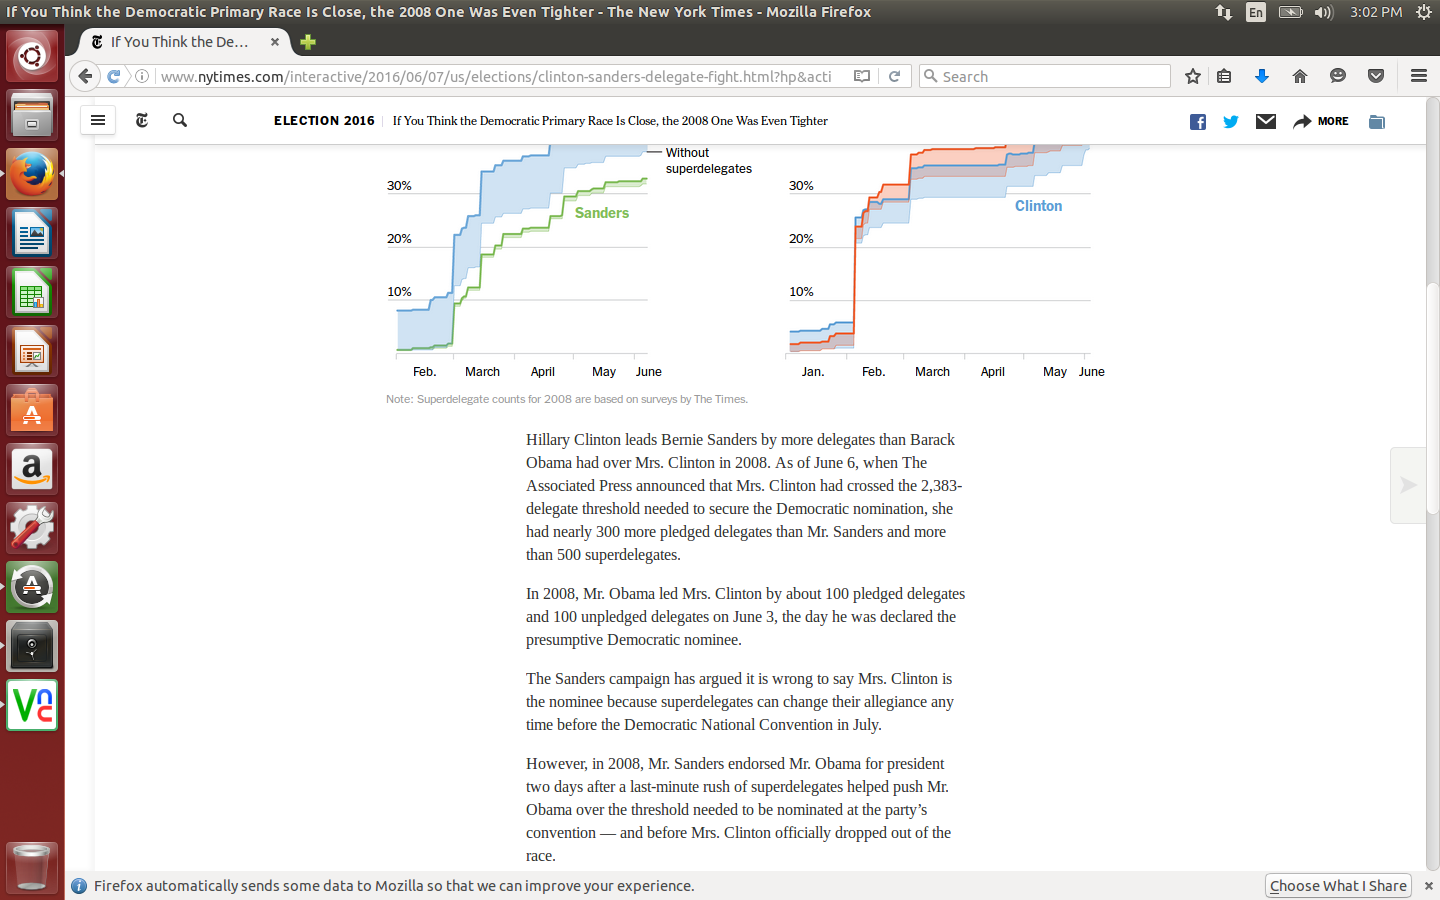 If You Think the Democratic Primary Race Is Close, the 2008 One Was Even Tighter - The New York Times - Mozilla Firefox
En
3:02 PM
If You Think the De...
www.nytimes.com/interactive/2016/06/07/us/elections/clinton-sanders-delegate-fight.html?hp&acti
Search
ELECTION 2016
If You Think the Democratic Primary Race Is Close, the 2008 One Was Even Tighter
MORE
Without
superdelegates
30%
Sanders
20%
10%
Feb.
March
April
May
June
30%
Clinton
20%
10%
Jan.
Feb.
March
April
May
June
Note: Superdelegate counts for 2008 are based on surveys by The Times.
Hillary Clinton leads Bernie Sanders by more delegates than Barack
Obama had over Mrs. Clinton in 2008. As of June 6, when The
Associated Press announced that Mrs. Clinton had crossed the 2,383-
delegate threshold needed to secure the Democratic nomination, she
had nearly 300 more pledged delegates than Mr. Sanders and more
than 500 superdelegates.
In 2008, Mr. Obama led Mrs. Clinton by about 100 pledged delegates
and 100 unpledged delegates on June 3, the day he was declared the
presumptive Democratic nominee.
The Sanders campaign has argued it is wrong to say Mrs. Clinton is
the nominee because superdelegates can change their allegiance any
time before the Democratic National Convention in July.
However, in 2008, Mr. Sanders endorsed Mr. Obama for president
two days after a last-minute rush of superdelegates helped push Mr.
Obama over the threshold needed to be nominated at the party's
convention — and before Mrs. Clinton officially dropped out of the
race.
Firefox automatically sends some data to Mozilla so that we can improve your experience.
Choose What I Share